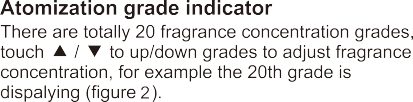 Atomization grade indicator
There are totally 20 fragrance concentration grades,
touch ▲ / ▼ to up/down grades to adjust fragrance
concentration, for example the 20th grade is
dispalying (figure 2).